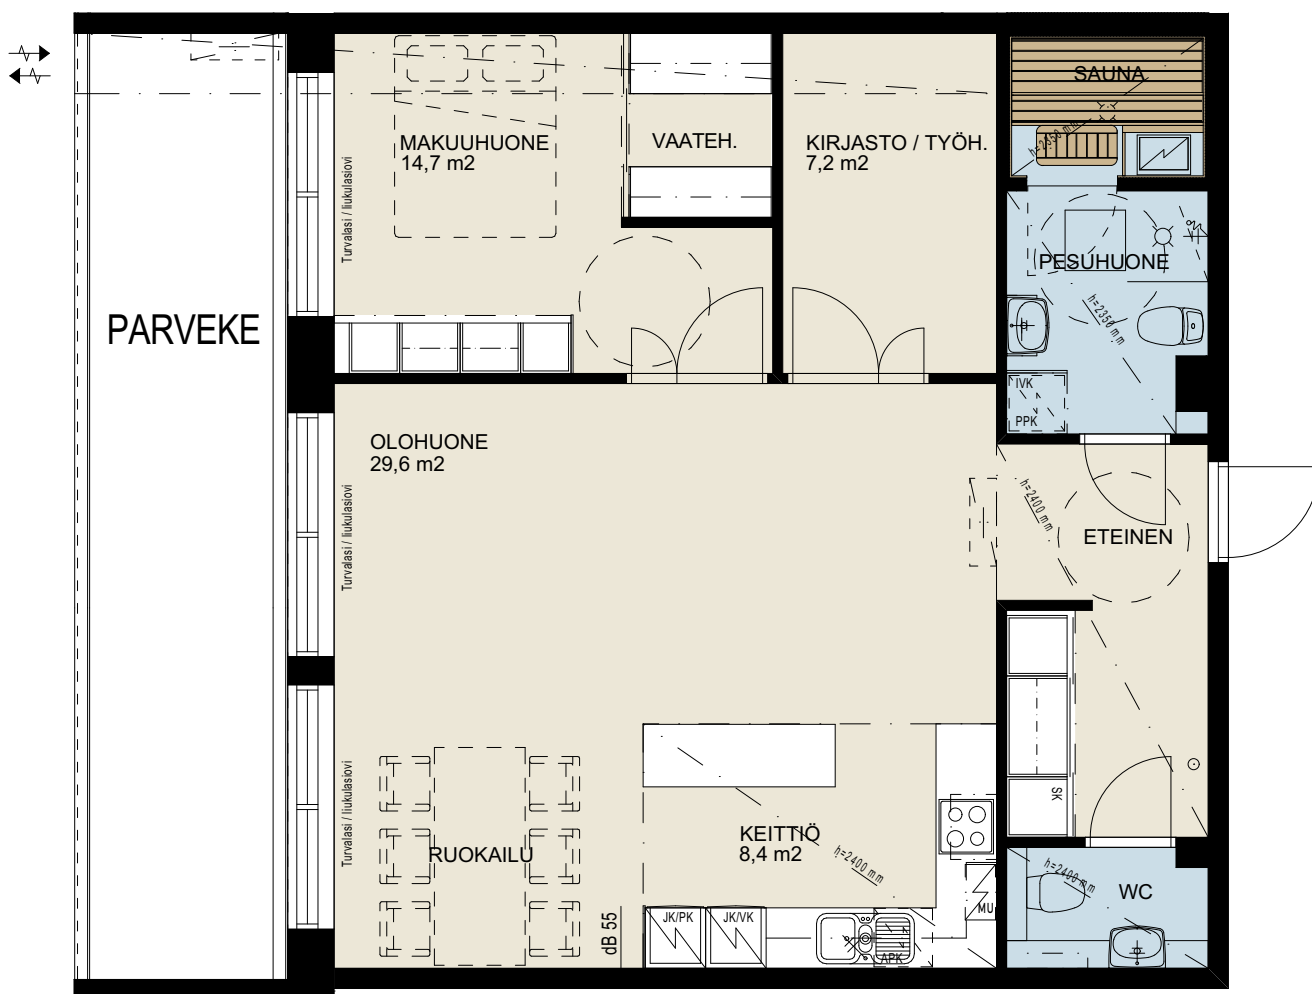 SAUNA
h=2350 mm
MAKUUHUONE
14,7 m2
VAATEH.
KIRJASTO / TYÖH.
7,2 m2
Turvalasi / liukulasiovi
PESUHUONE
h=2350 mm
PARVEKE
IVK
PPK
OLOHUONE
29,6 m2
Turvalasi / liukulasiovi
h=2400 mm
ETEINEN
Turvalasi / liukulasiovi
SK
KEITTIÖ
8,4 m2
RUOKAILU
h=2400 mm
h=2400 mm
WC
MU
JK/PK
JK/VK
dB 55
APK